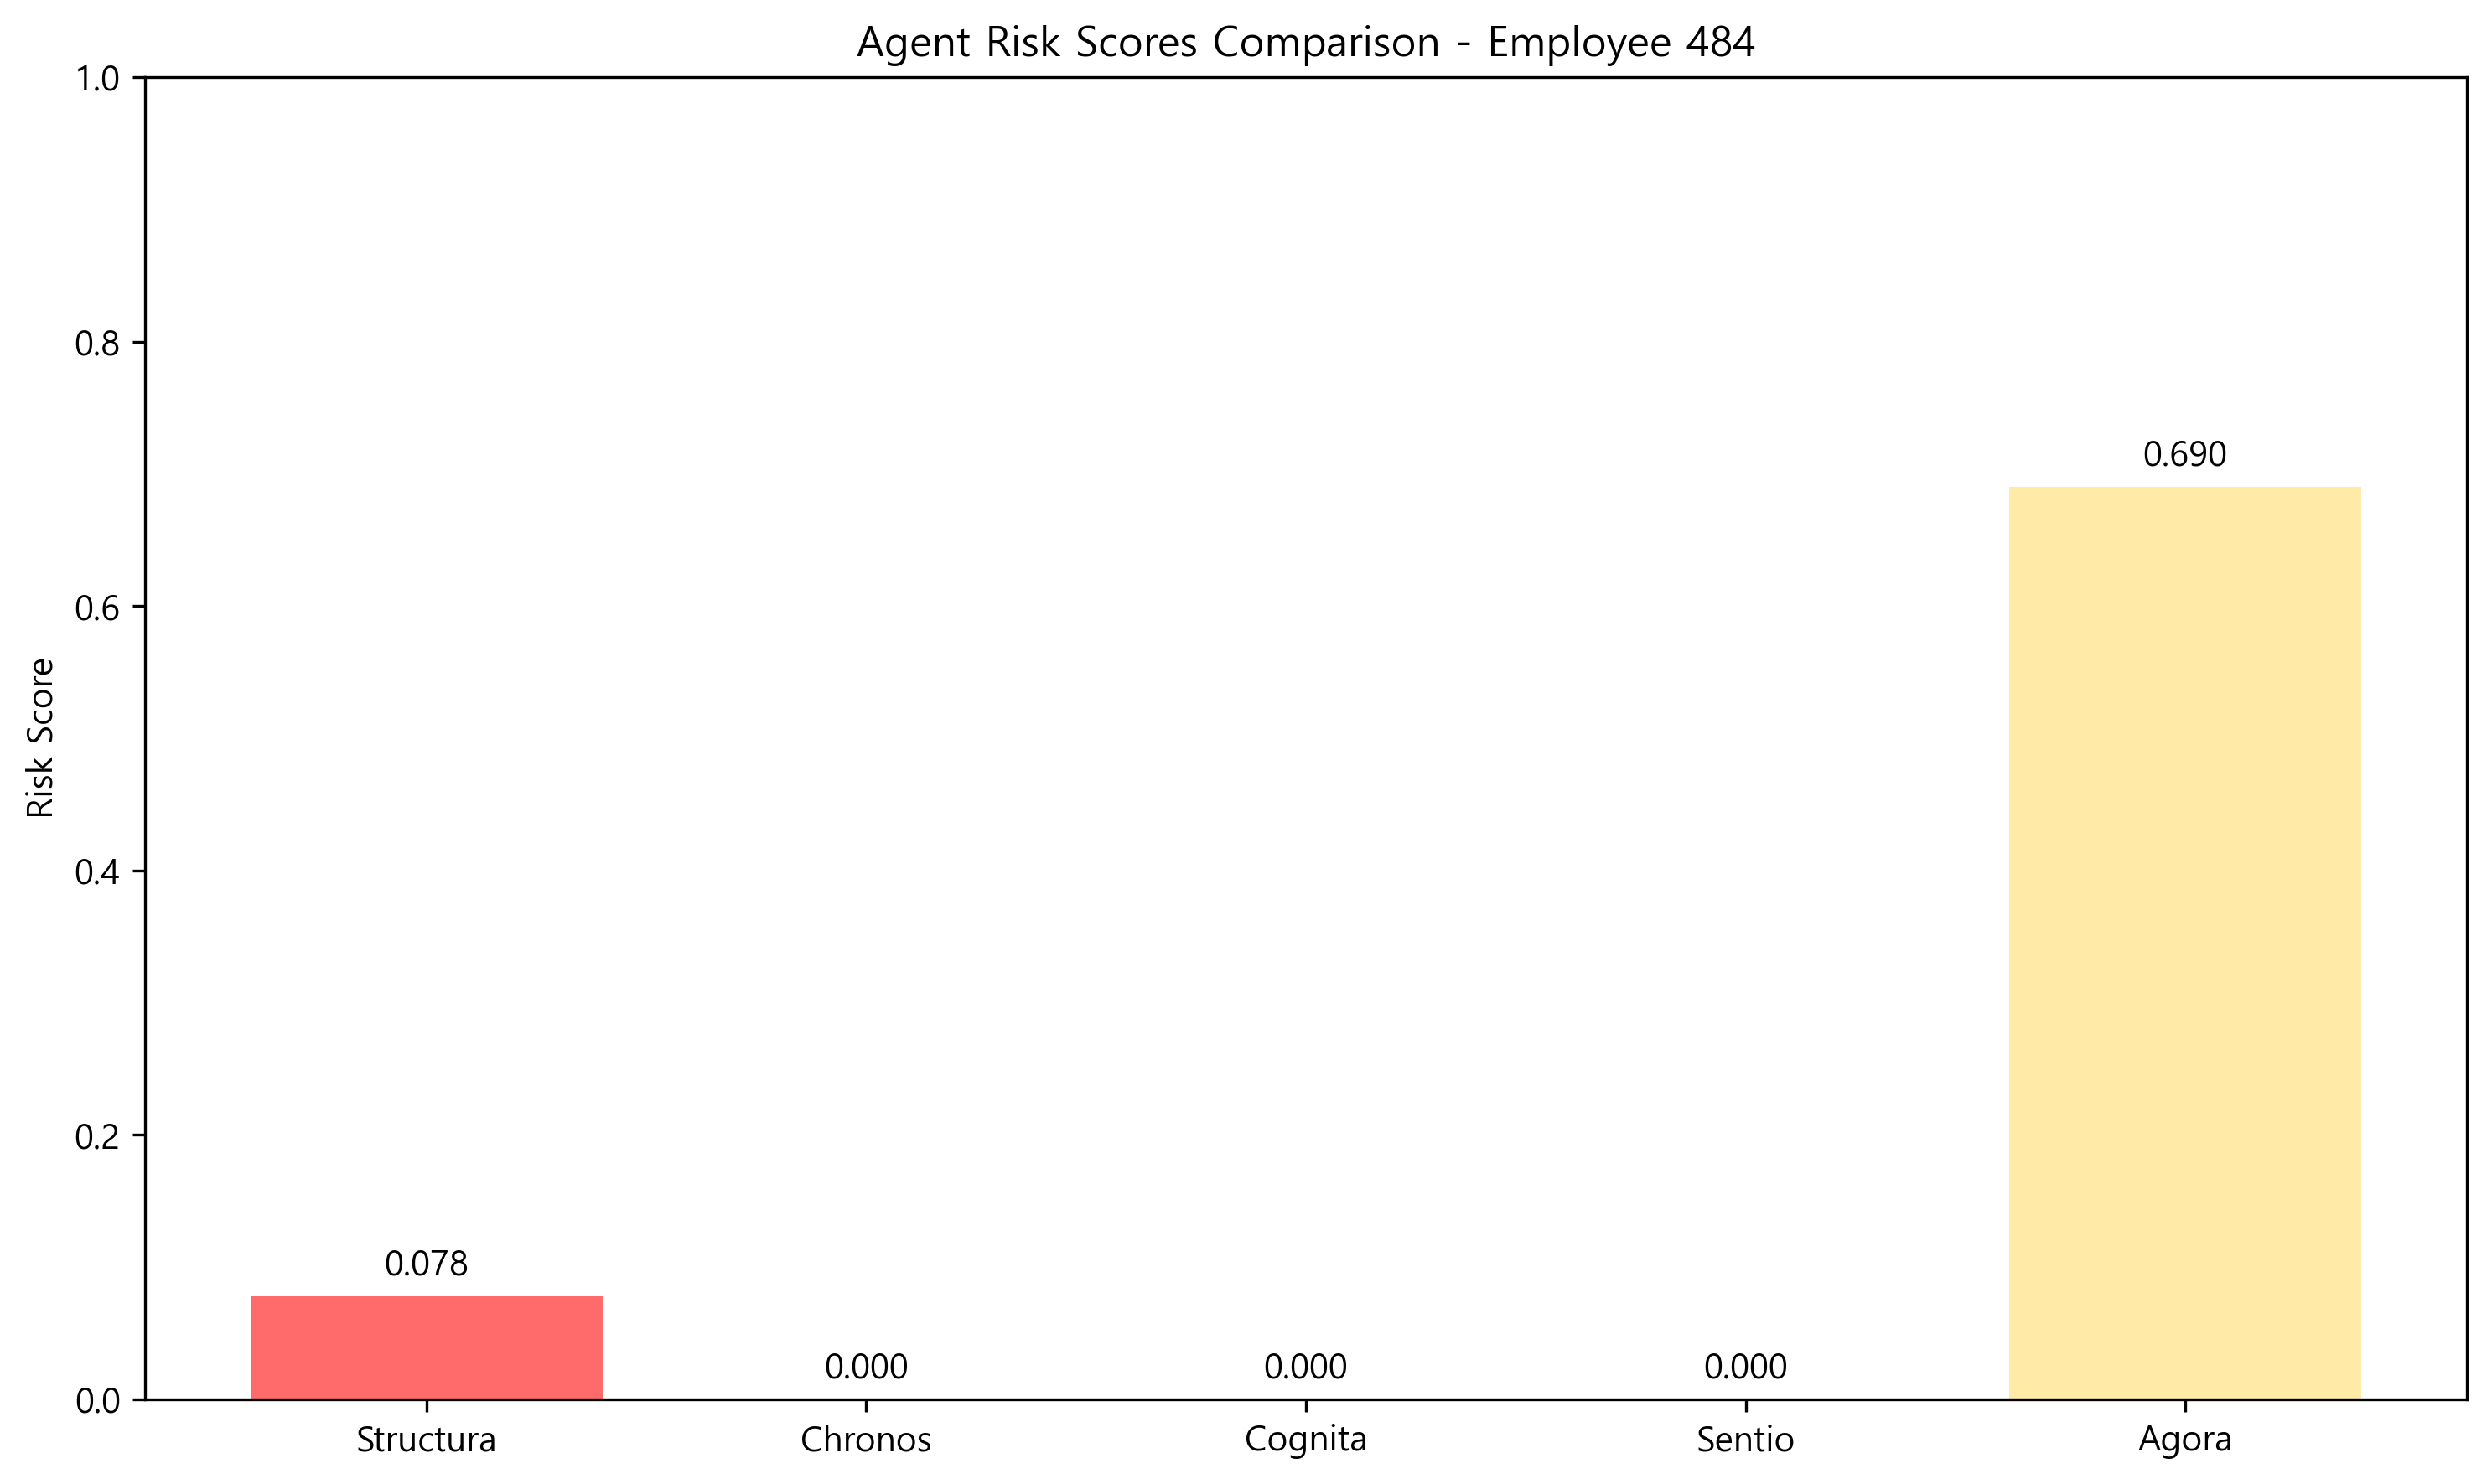 Agent Risk Scores Comparison - Employee 484
1.0
0.8
0.6
0.4
0.2
0.0
Risk Score
0.078
0.000
0.000
0.000
0.690
Structura
Chronos
Cognita
Sentio
Agora